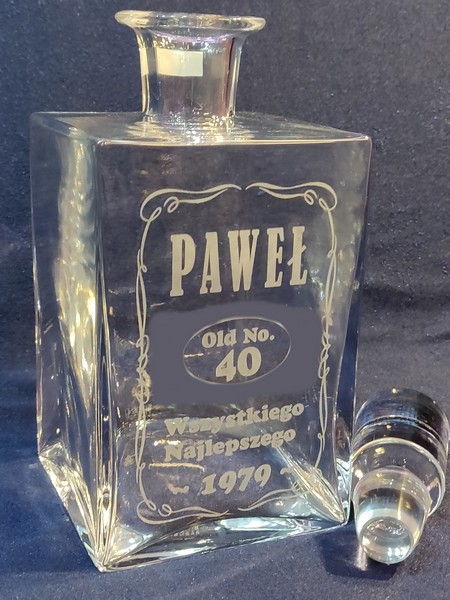 PAWEŁ
Old No.
40
Wszystkiego
Najlepszego
~ 1979 ~